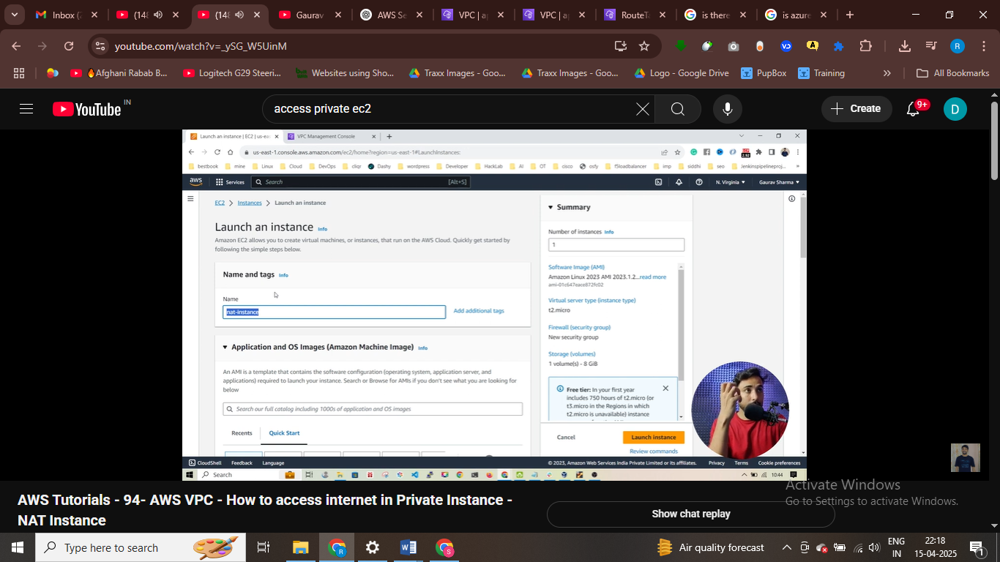 Inbox (2
(148
(148
Gaurav
AWS Se
VPC | a
VPC | a
RouteTa
is there
is azure
youtube.com/watch?v=_ySG_W5UinM
Afghani Rabab B...
Logitech G29 Steeri...
Websites using Sho...
Traxx Images - Goo...
Traxx Images - Goo...
Logo - Google Drive
PupBox
Training
»
All Bookmarks
YouTube IN
access private ec2
Create
9+
D
Launch an instance | EC2 | us-eas
VPC Management Console
us-east-1.console.aws.amazon.com/ec2/home?region=us-east-1#LaunchInstances:
2.92
bestbook
mine
Linux
Cloud
DevOps
cliqr
Dashy
wordpress
Developer
HackLab
AI
OT
cisco
osfy
f5loadbalancer
imp
siddhi
seo
Jenkinspipelineproj...
»
aws
Services
Search
[Alt+S]
N. Virginia
Gaurav Sharma
EC2 > Instances > Launch an instance
Launch an instance Info
Amazon EC2 allows you to create virtual machines, or instances, that run on the AWS Cloud. Quickly get started by
following the simple steps below.
Name and tags Info
Name
nat-instance
Add additional tags
Application and OS Images (Amazon Machine Image) Info
An AMI is a template that contains the software configuration (operating system, application server, and
applications) required to launch your instance. Search or Browse for AMIs if you don't see what you are looking for
below
Search our full catalog including 1000s of application and OS images
Recents
Quick Start
Summary
Number of instances Info
1
Software Image (AMI)
Amazon Linux 2023 AMI 2023.1.2...read more
ami-01c647eace872fc02
Virtual server type (instance type)
t2.micro
Firewall (security group)
New security group
Storage (volumes)
1 volume(s) - 8 GiB
Free tier: In your first year
includes 750 hours of t2.micro (or
t3.micro in the Regions in which
t2.micro is unavailable) instance
Cancel
Launch instance
Review commands
CloudShell
Feedback
Language
© 2023, Amazon Web Services India Private Limited or its affiliates.
Privacy
Terms
Cookie preferences
Search
10:44
AWS Tutorials - 94- AWS VPC - How to access internet in Private Instance -
NAT Instance
Show chat replay
Activate Windows
Go to Settings to activate Windows.
Type here to search
Air quality forecast
ENG
IN
22:18
15-04-2025
1